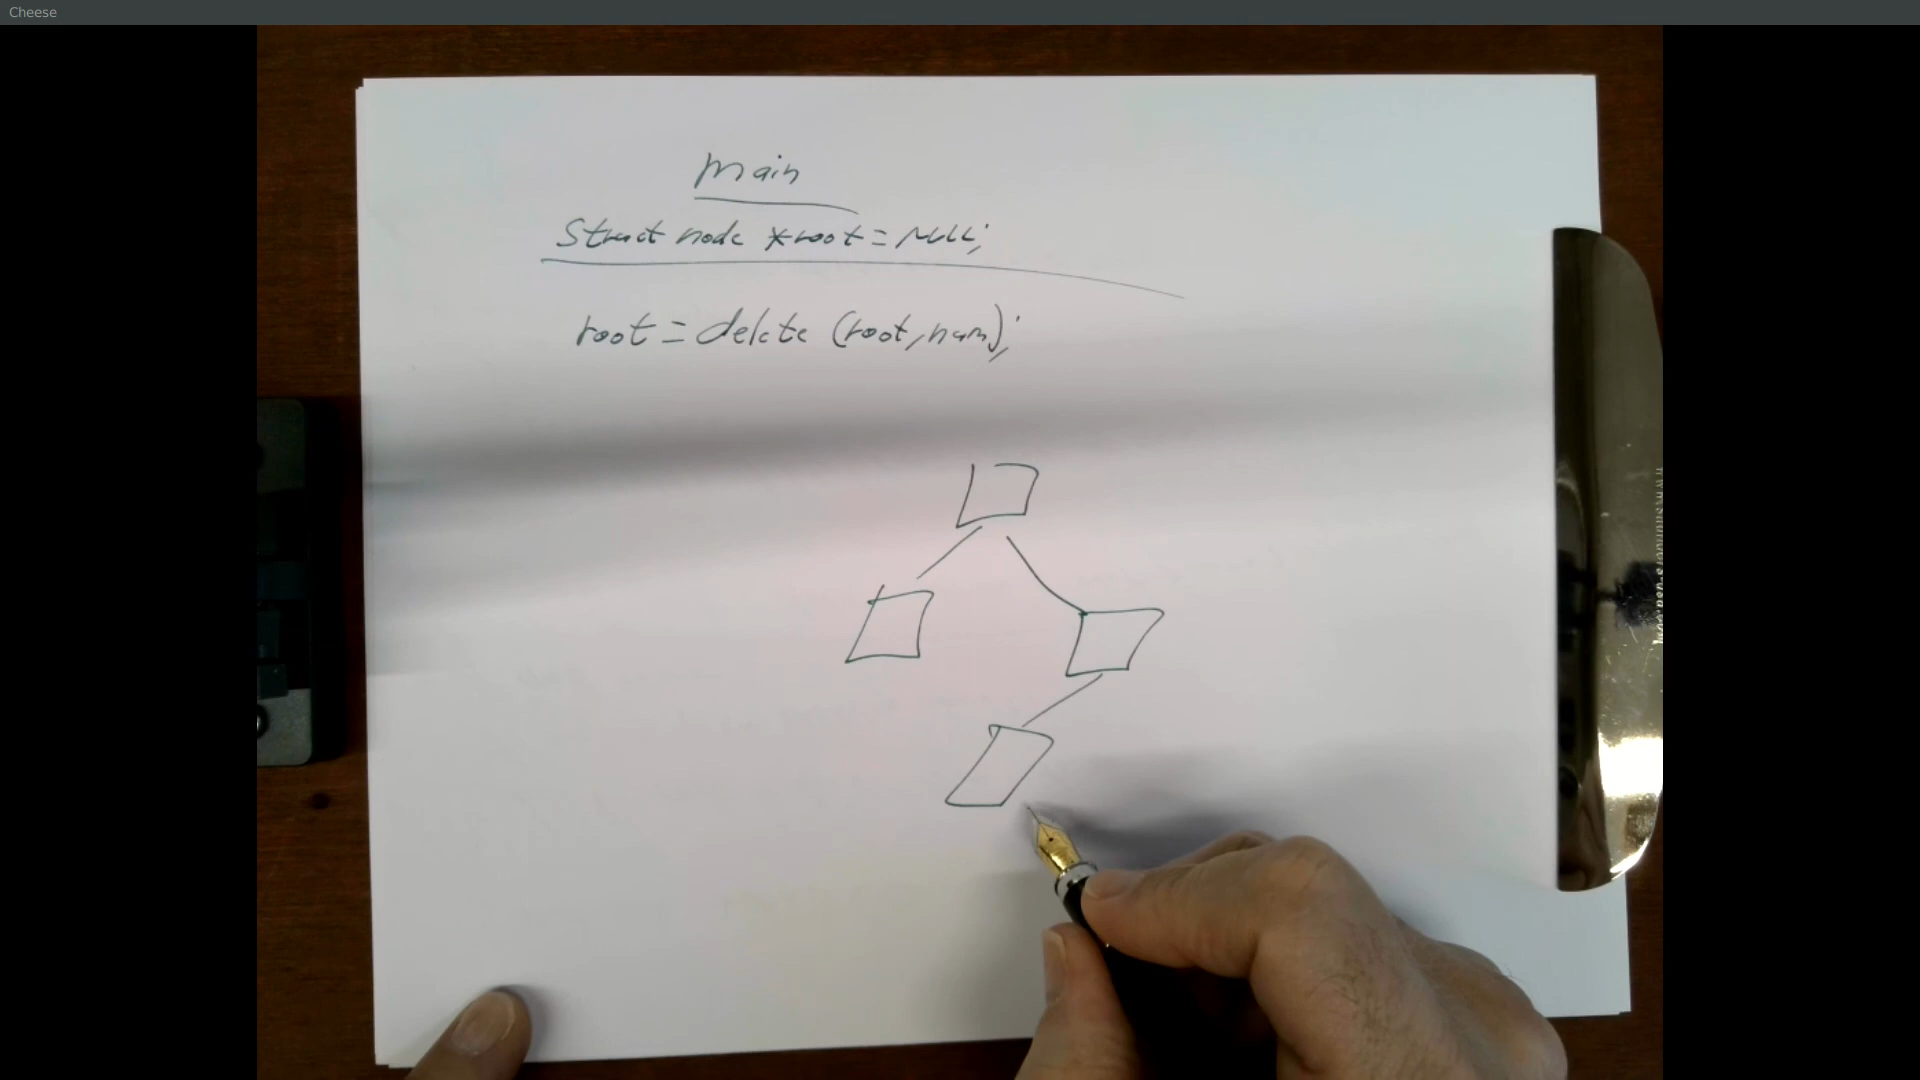 Cheese
main
Struct node *root = NULL;
root = delete (root, num);